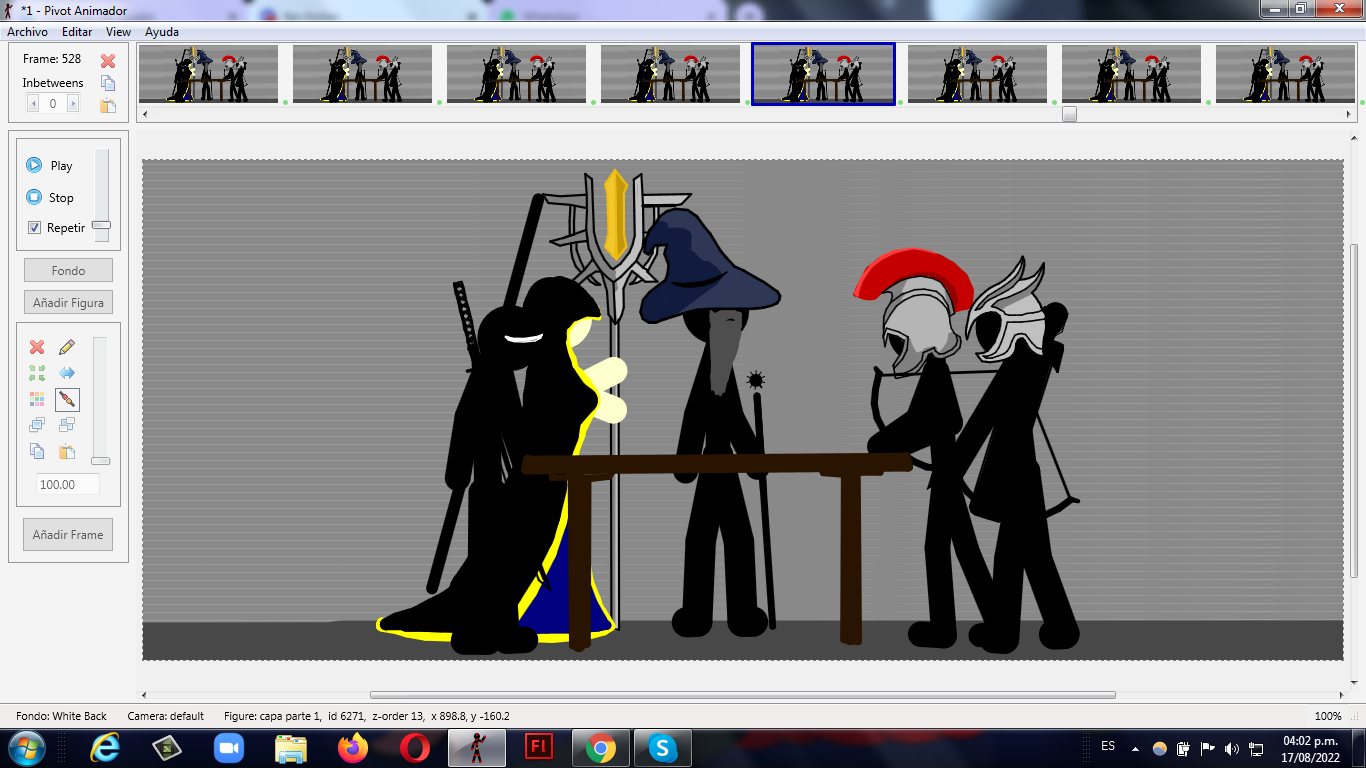 *1 - Pivot Animador
Archivo Editar View Ayuda
Frame: 528
Inbetweens
0
Play
Stop
Repetir
Fondo
Añadir Figura
100.00
Añadir Frame
Fondo: White Back Camera: default Figure: capa parte 1, id 6271, z-order 13, x 898.8, y -160.2 100%
Fl
ES
04:02 p.m.
17/08/2022